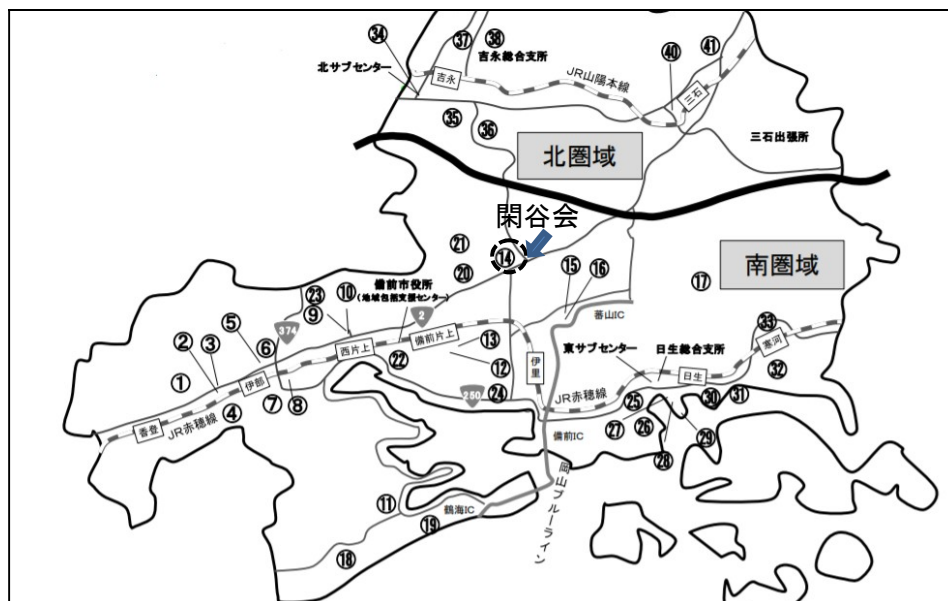 ㉞
㊲
㊳
吉永総合支所
㊵
㊶
北サブセンター
吉永
JR山陽本線
三石
㉟
㊱
三石出張所
北圏域
閑谷会
㉑
⑭
⑳
⑮
⑯
⑰
南圏域
備前市役所
(地域包括支援センター)
㉓
⑩
⑨
2
蕃山IC
374
⑤
⑥
②
③
西片上
備前片上
⑬
㉒
⑫
伊里
東サブセンター
日生総合支所
㉝
寒河
㉜
①
伊部
⑦
⑧
④
250
㉔
JR赤穂線
日生
㉕
㉚
㉛
香登
JR赤穂線
備前IC
㉗
㉖
㉙
㉘
岡山ブルーライン
⑪
鶴海IC
⑲
⑱